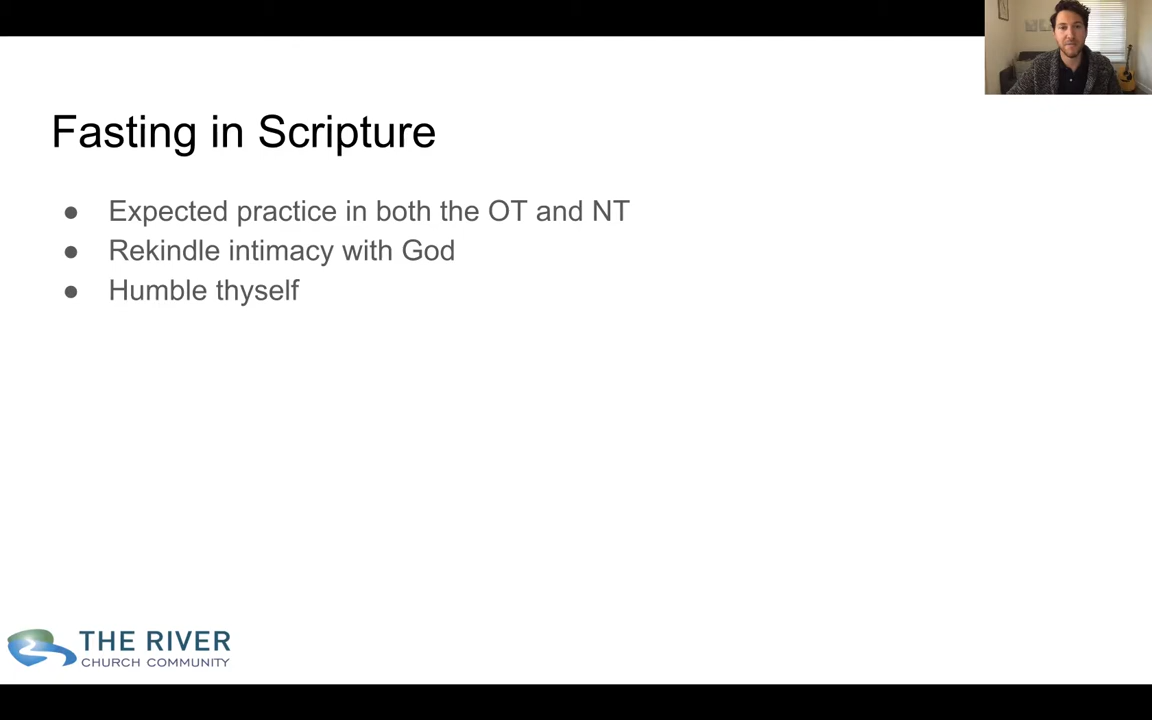 Fasting in Scripture
● Expected practice in both the OT and NT
● Rekindle intimacy with God
● Humble thyself
THE RIVER
CHURCH COMMUNITY